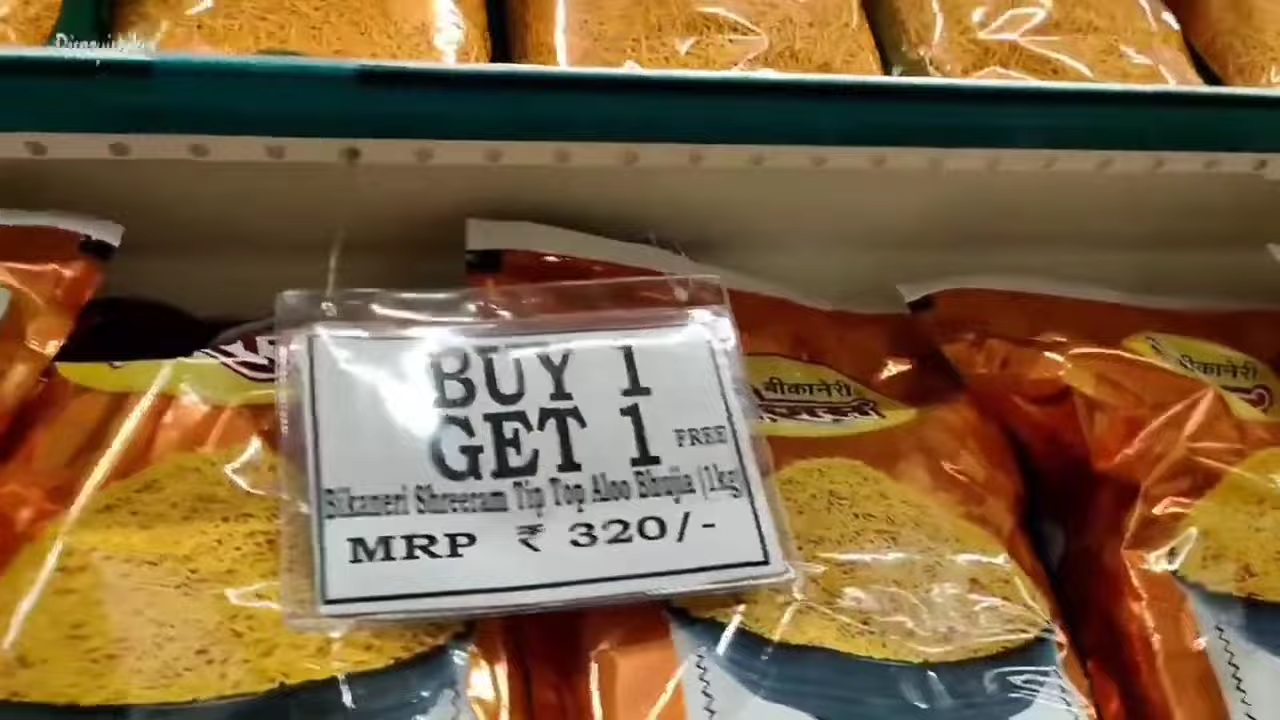 BUY 1
GET 1 FREE
Bikaneri Shreeram Tip Top Aloo Bhujia (1kg)
MRP ₹ 320/-
बीकानेरी
बीकानेरी